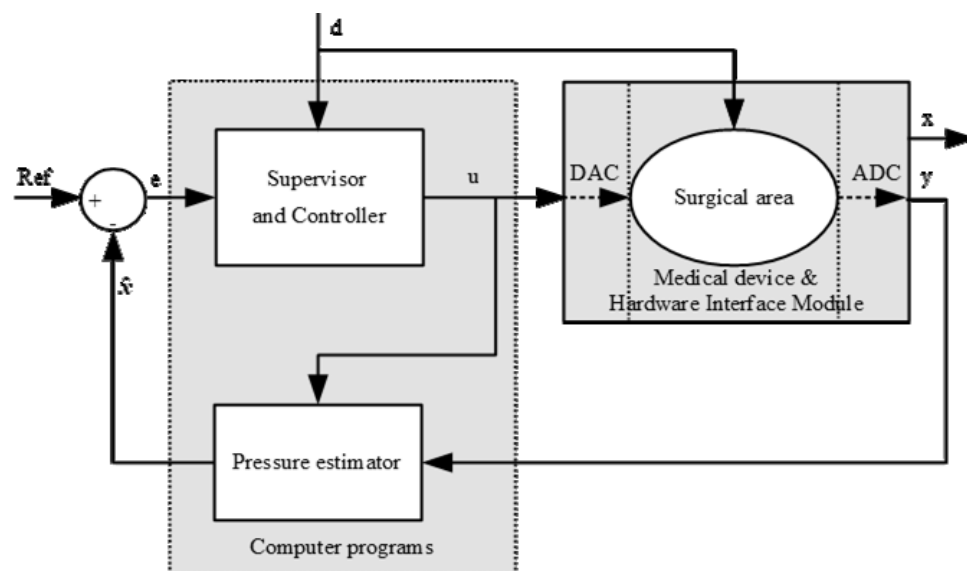 d
Ref
+
-
e
Supervisor
and Controller
u
DAC
Surgical area
ADC
x
y
Medical device &
Hardware Interface Module
x̂
Pressure estimator
Computer programs